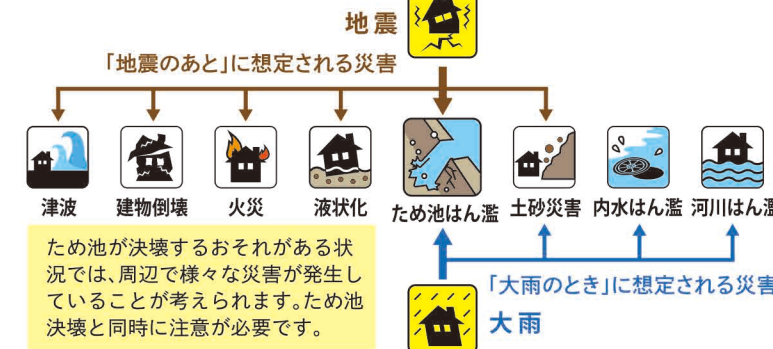 地震
「地震のあと」に想定される災害
津波
建物倒壊
火災
液状化
ため池はん濫
土砂災害
内水はん濫
河川はん濫
ため池が決壊するおそれがある状
況では、周辺で様々な災害が発生し
ていることが考えられます。ため池
決壊と同時に注意が必要です。
「大雨のとき」に想定される災害
大雨